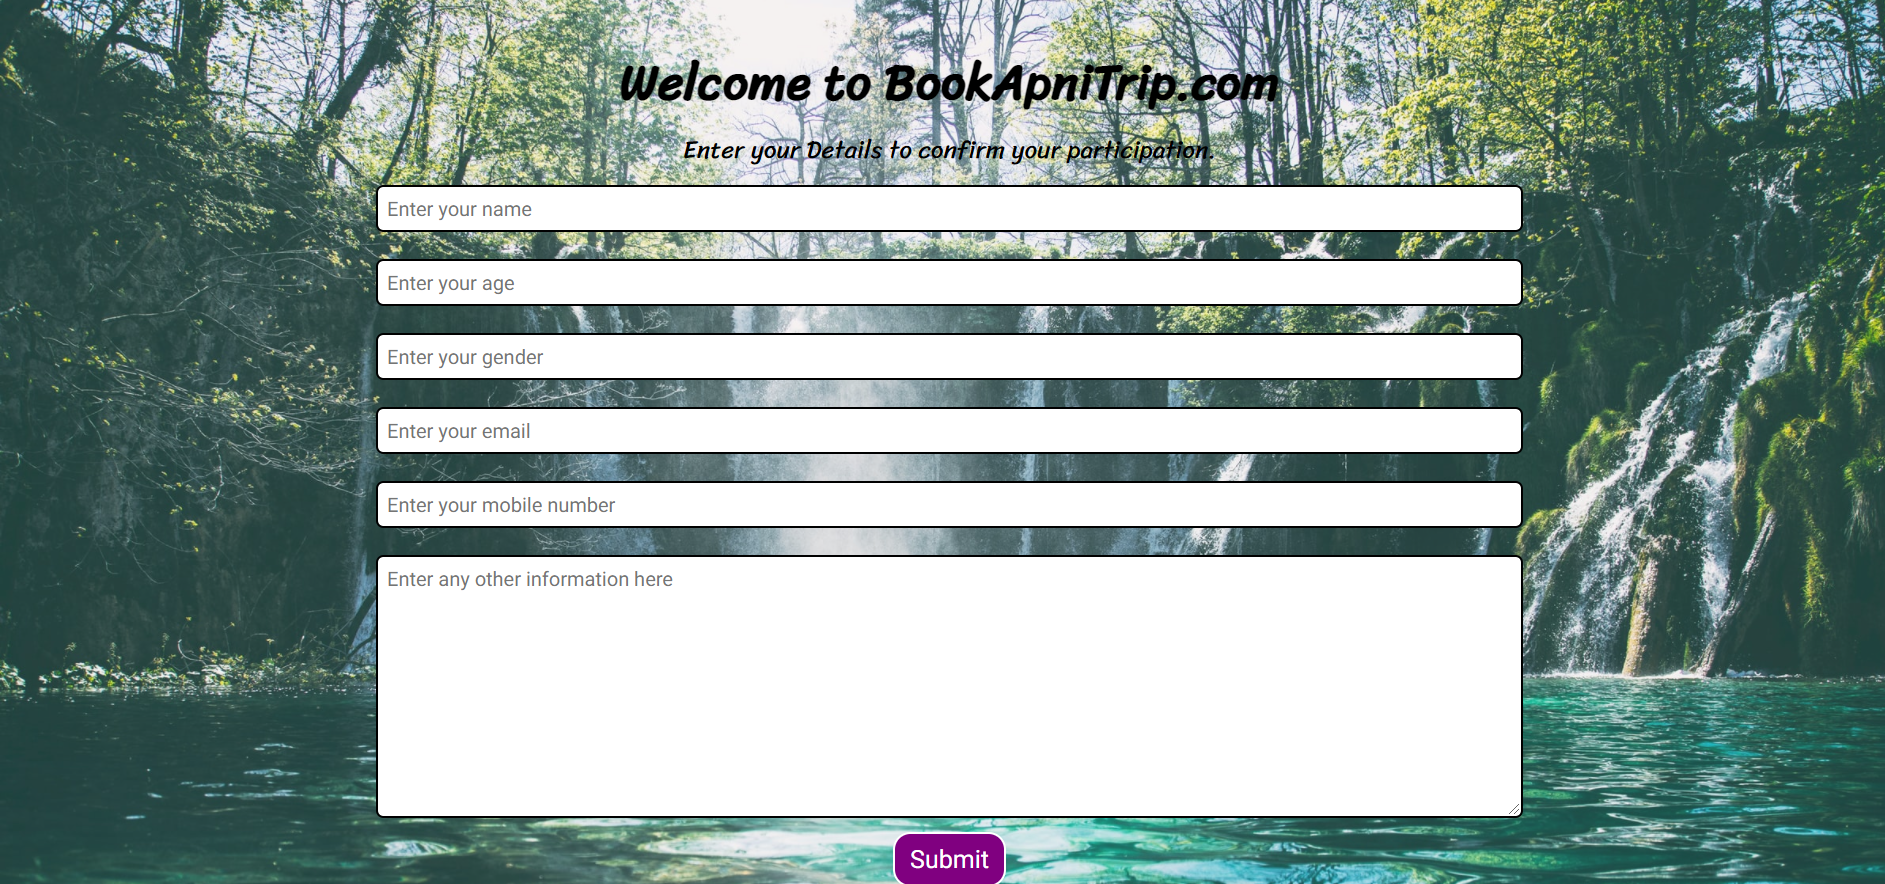 Welcome to BookApniTrip.com
Enter your Details to confirm your participation.
Enter your name
Enter your age
Enter your gender
Enter your email
Enter your mobile number
Enter any other information here
Submit